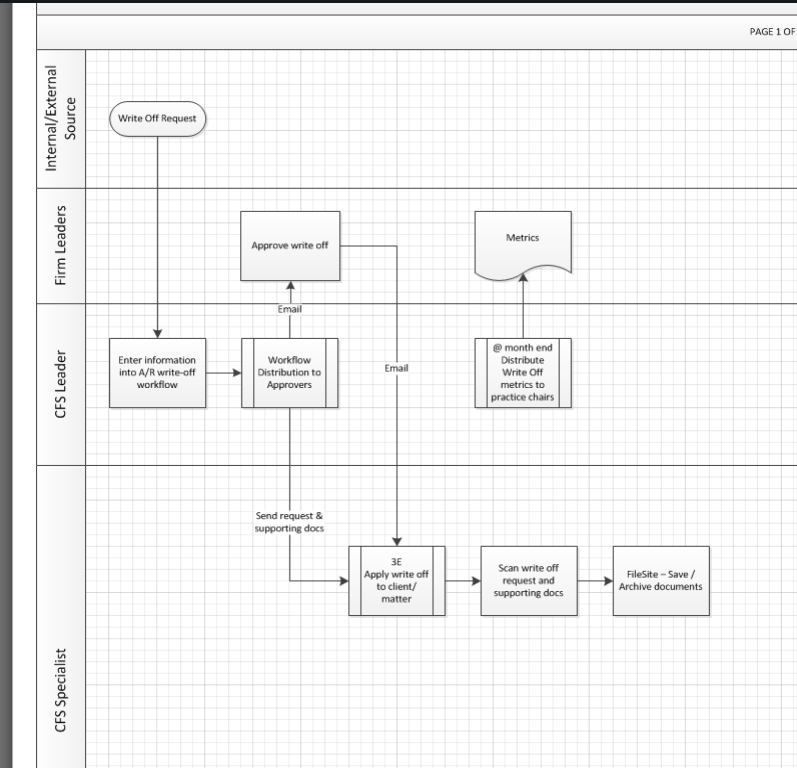 PAGE 1 OF
Internal/External
Source
Write Off Request
Firm Leaders
Approve write off
Metrics
Email
CFS Leader
Enter information
into A/R write-off
workflow
Workflow
Distribution to
Approvers
Email
@ month end
Distribute
Write Off
metrics to
practice chairs
CFS Specialist
Send request &
supporting docs
3E
Apply write off
to client/
matter
Scan write off
request and
supporting docs
FileSite – Save /
Archive documents